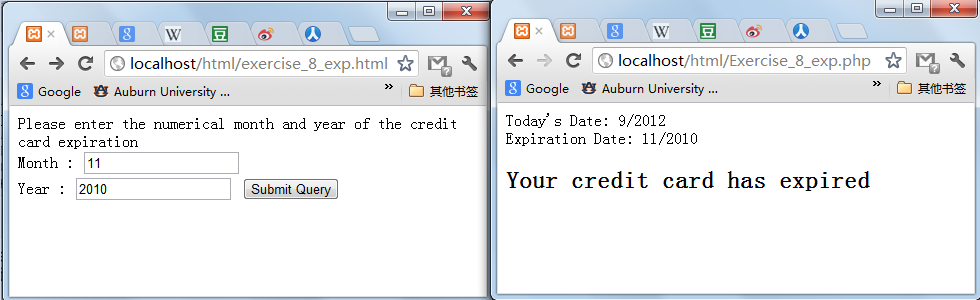 localhost/html/exercise_8_exp.html
Google Auburn University ... » 其他书签
Please enter the numerical month and year of the credit
card expiration
Month : 11
Year : 2010 Submit Query
localhost/html/Exercise_8_exp.php
Google Auburn University ... » 其他书签
Today's Date: 9/2012
Expiration Date: 11/2010
Your credit card has expired